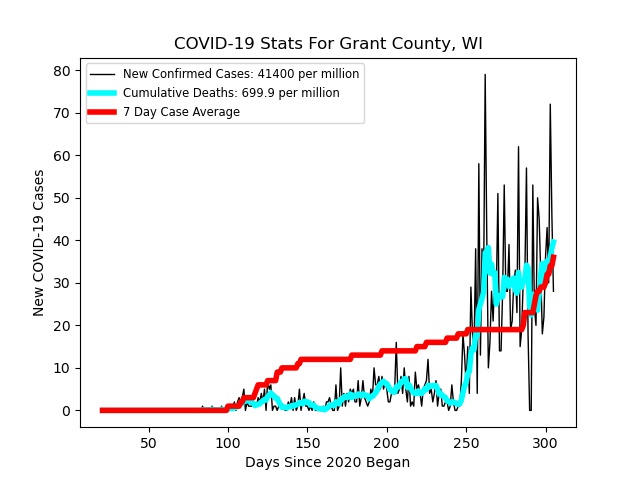 COVID-19 Stats For Grant County, WI
New Confirmed Cases: 41400 per million
Cumulative Deaths: 699.9 per million
7 Day Case Average
New COVID-19 Cases
80
70
60
50
40
30
20
10
0
50 100 150 200 250 300
Days Since 2020 Began